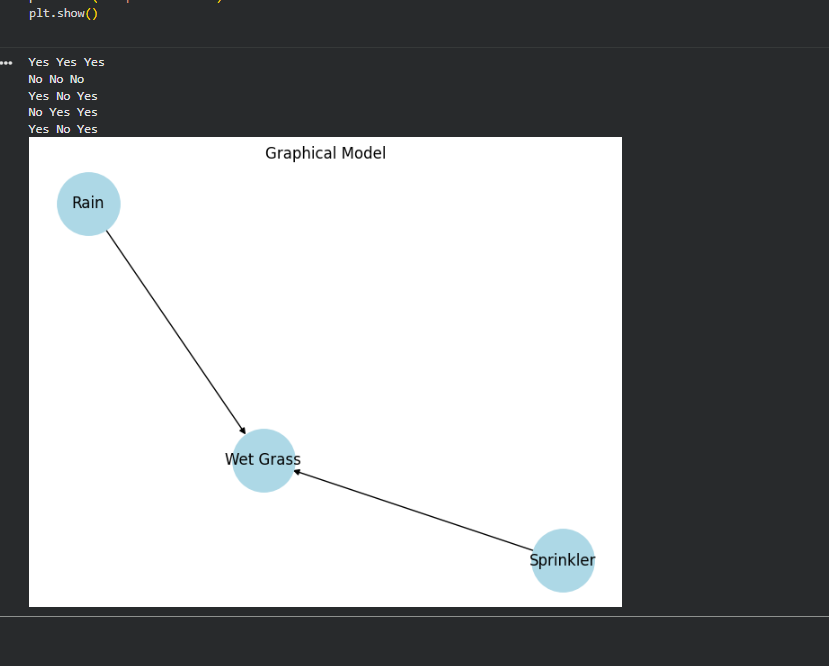 plt.show()
Yes Yes Yes
No No No
Yes No Yes
No Yes Yes
Yes No Yes
Graphical Model
Rain
Wet Grass
Sprinkler